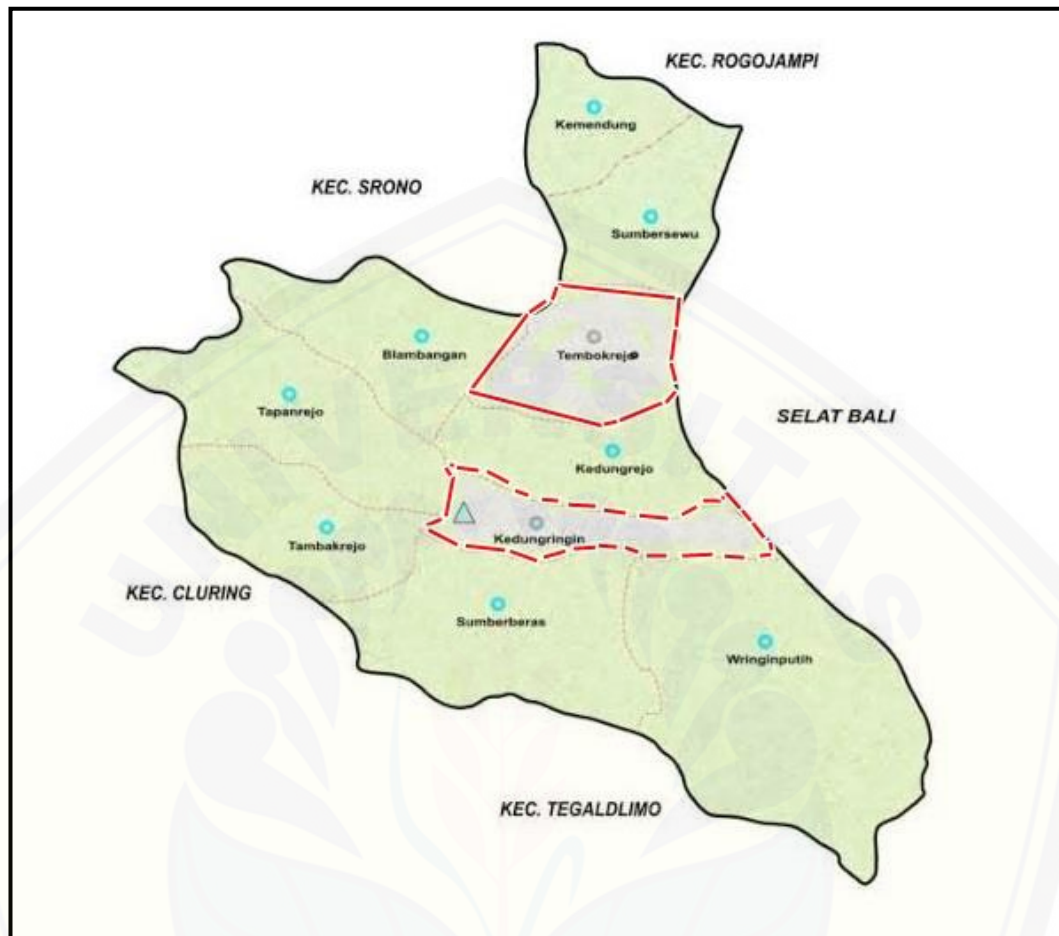 KEC. ROGOJAMPI
Kemendung
KEC. SRONO
Sumbersewu
Blambangan
Tembokrejo
Tapanrejo
SELAT BALI
Kedungrejo
Tambakrejo
Kedungringin
KEC. CLURING
Sumberberas
Wringinputih
KEC. TEGALDLIMO
UNIVERSITAS